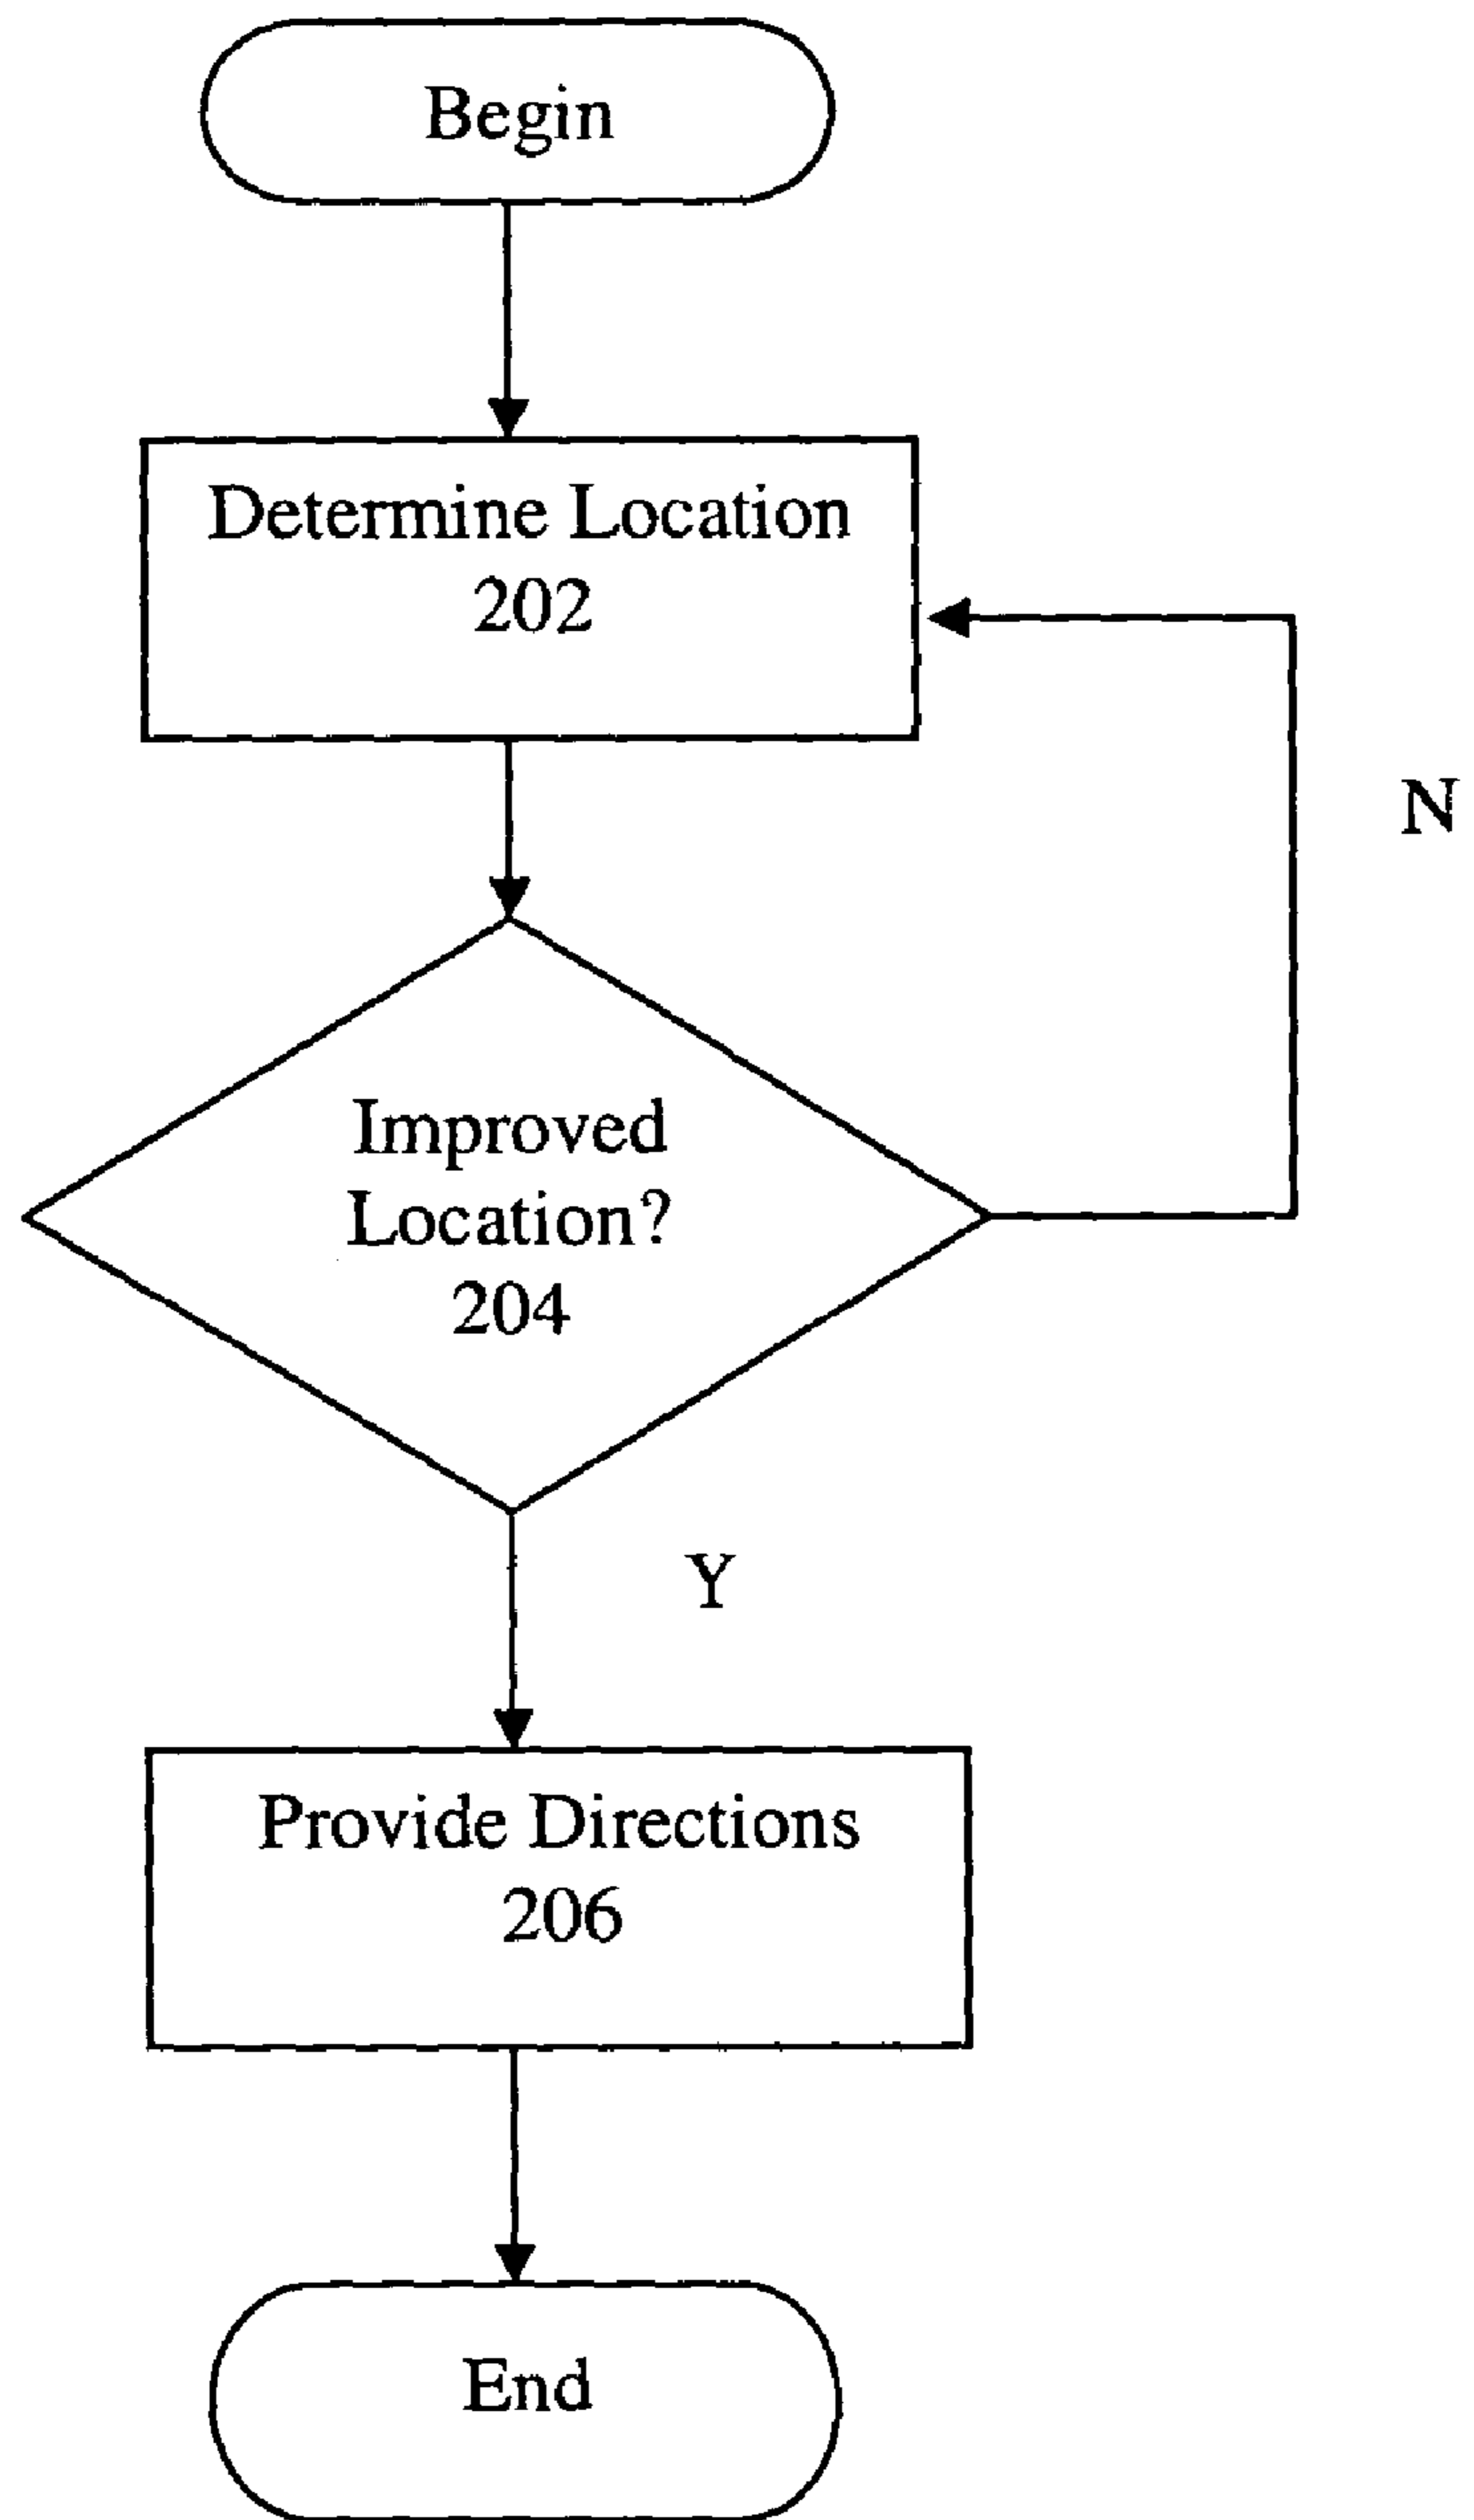 Begin
Determine Location
202
N
Improved
Location?
204
Y
Provide Directions
206
End